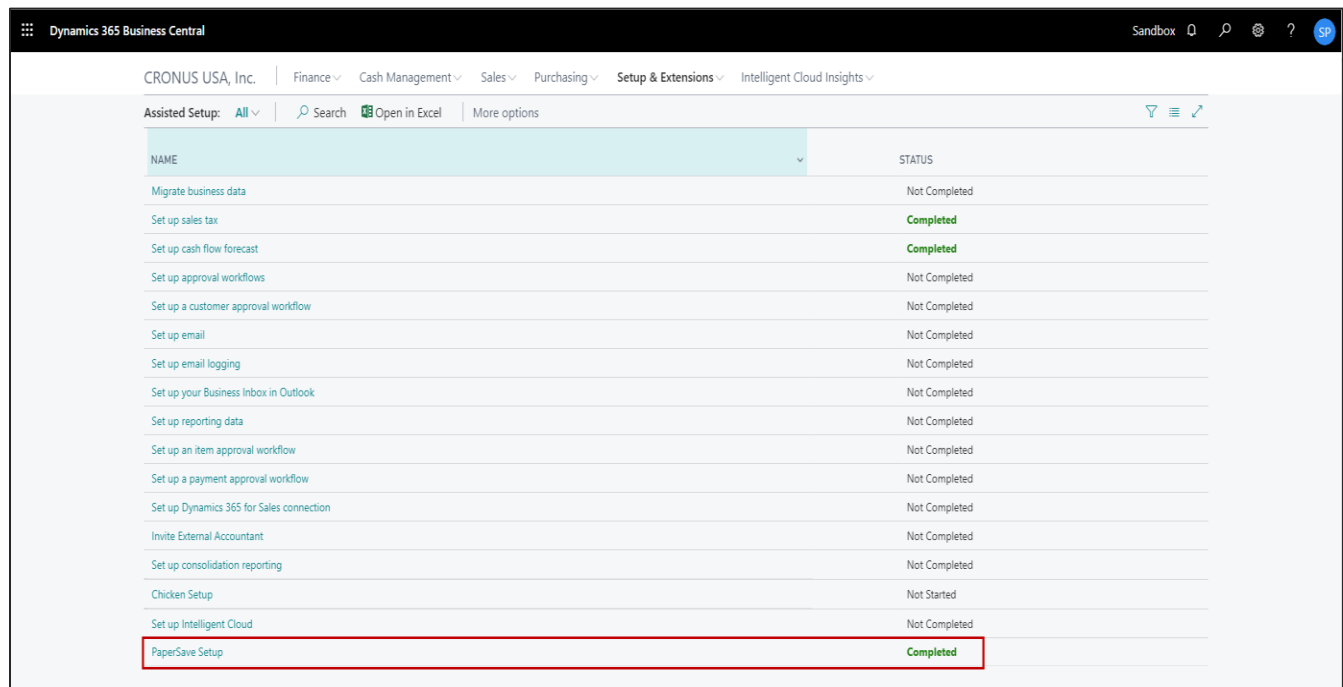 Dynamics 365 Business Central Sandbox ? SP
CRONUS USA, Inc. Finance Cash Management Sales Purchasing Setup & Extensions Intelligent Cloud Insights
Assisted Setup: All Search Open in Excel More options
NAME STATUS
Migrate business data Not Completed
Set up sales tax Completed
Set up cash flow forecast Completed
Set up approval workflows Not Completed
Set up a customer approval workflow Not Completed
Set up email Not Completed
Set up email logging Not Completed
Set up your Business Inbox in Outlook Not Completed
Set up reporting data Not Completed
Set up an item approval workflow Not Completed
Set up a payment approval workflow Not Completed
Set up Dynamics 365 for Sales connection Not Completed
Invite External Accountant Not Completed
Set up consolidation reporting Not Completed
Chicken Setup Not Started
Set up Intelligent Cloud Not Completed
PaperSave Setup Completed